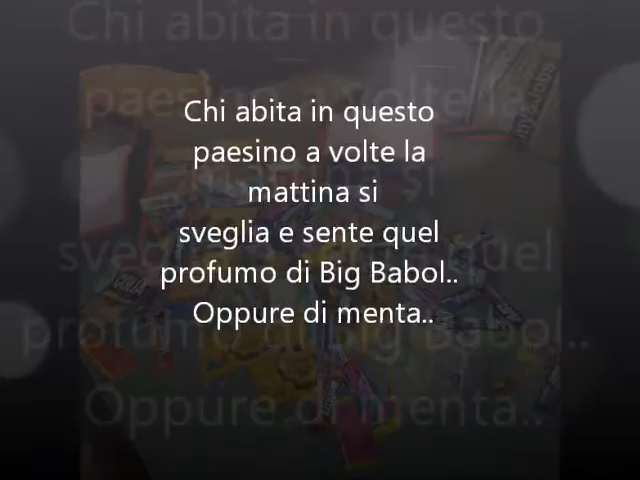 Chi abita in questo
paesino a volte la
mattina si
sveglia e sente quel
profumo di Big Babol..
Oppure di menta..